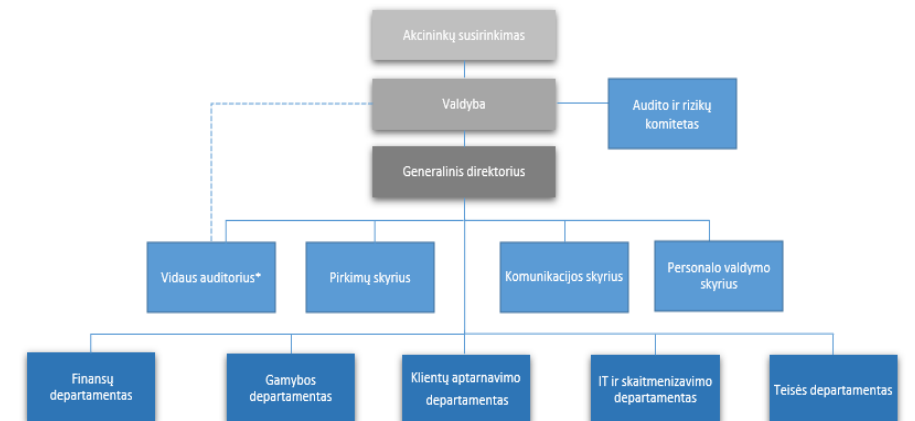 Akcininkų susirinkimas
Valdyba
Audito ir rizikų
komitetas
Generalinis direktorius
Vidaus auditorius*
Pirkimų skyrius
Komunikacijos skyrius
Personalo valdymo
skyrius
Finansų
departamentas
Gamybos
departamentas
Klientų aptarnavimo
departamentas
IT ir skaitmenizavimo
departamentas
Teisės departamentas